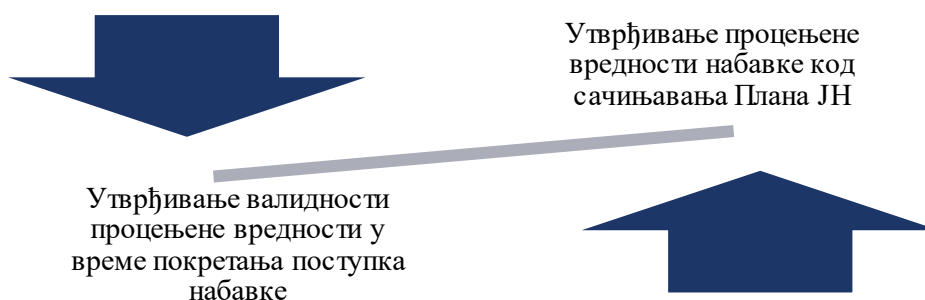 Утврђивање процењене
вредности набавке код
сачињавања Плана ЈН
Утврђивање валидности
процењене вредности у
време покретања поступка
набавке